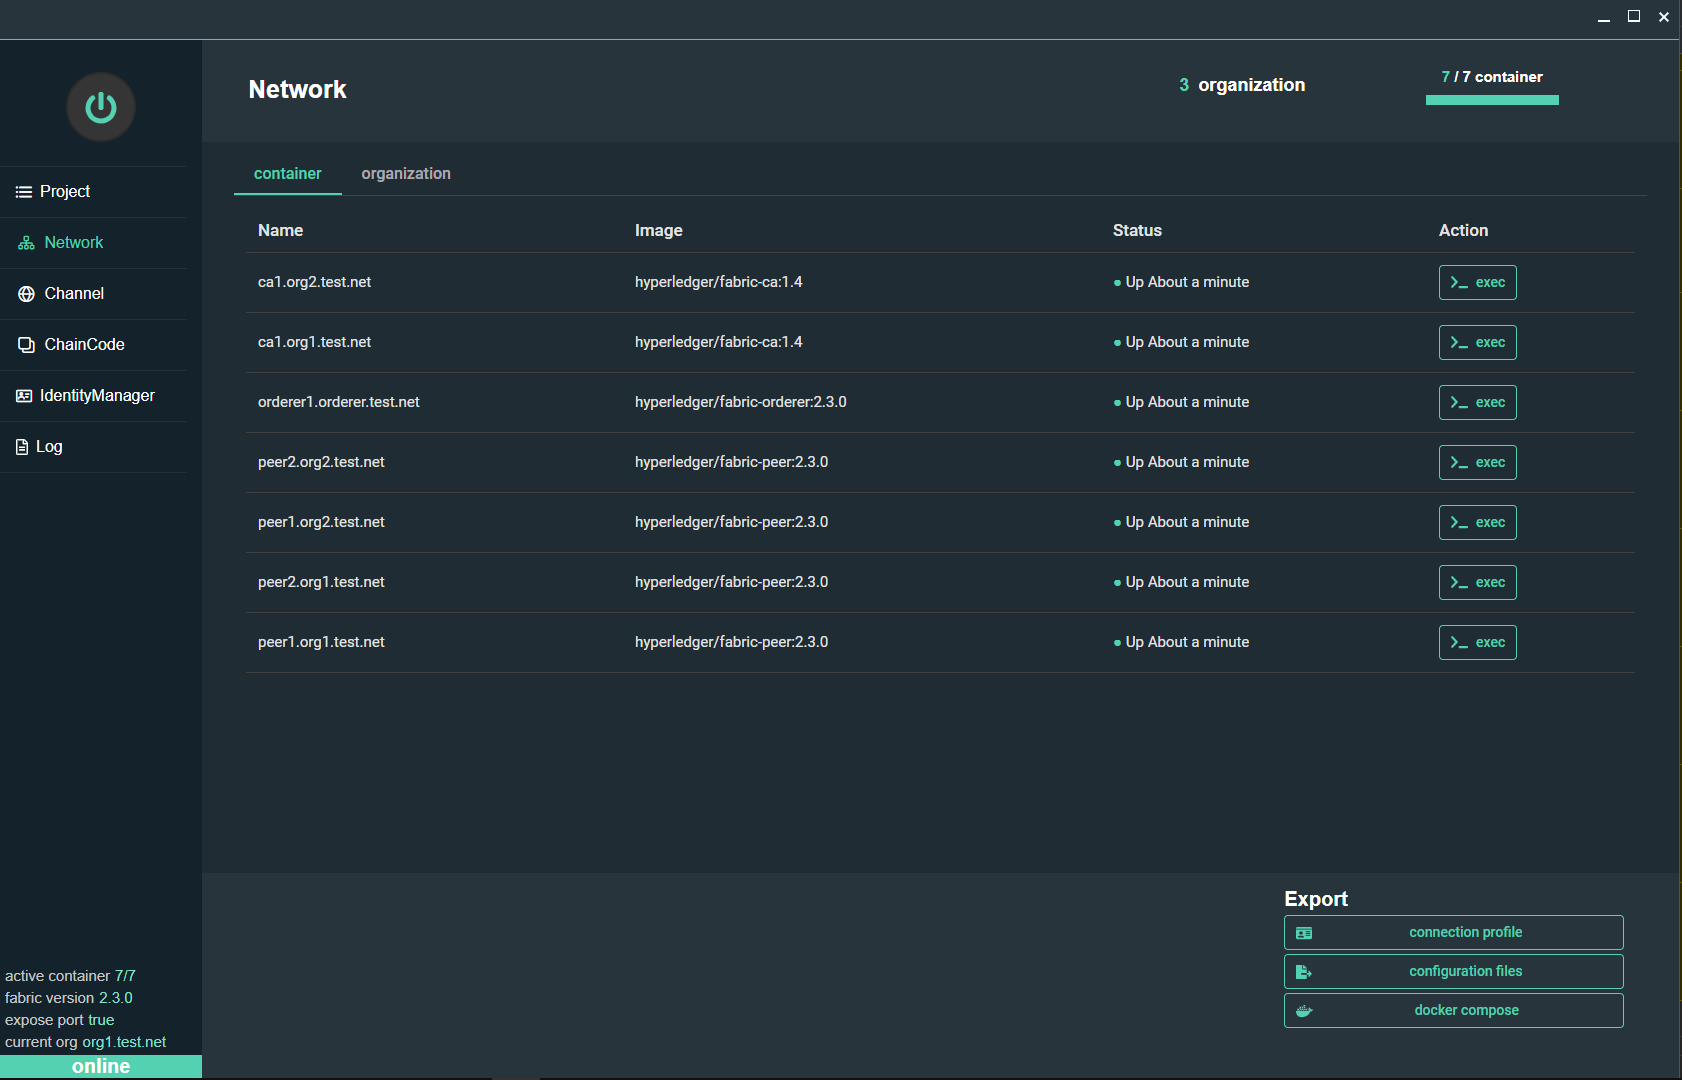 Network
3 organization
7 / 7 container
Project
Network
Channel
ChainCode
IdentityManager
Log
container organization
Name Image Status Action
ca1.org2.test.net hyperledger/fabric-ca:1.4 Up About a minute exec
ca1.org1.test.net hyperledger/fabric-ca:1.4 Up About a minute exec
orderer1.orderer.test.net hyperledger/fabric-orderer:2.3.0 Up About a minute exec
peer2.org2.test.net hyperledger/fabric-peer:2.3.0 Up About a minute exec
peer1.org2.test.net hyperledger/fabric-peer:2.3.0 Up About a minute exec
peer2.org1.test.net hyperledger/fabric-peer:2.3.0 Up About a minute exec
peer1.org1.test.net hyperledger/fabric-peer:2.3.0 Up About a minute exec
Export
connection profile
configuration files
docker compose
active container 7/7
fabric version 2.3.0
expose port true
current org org1.test.net
online